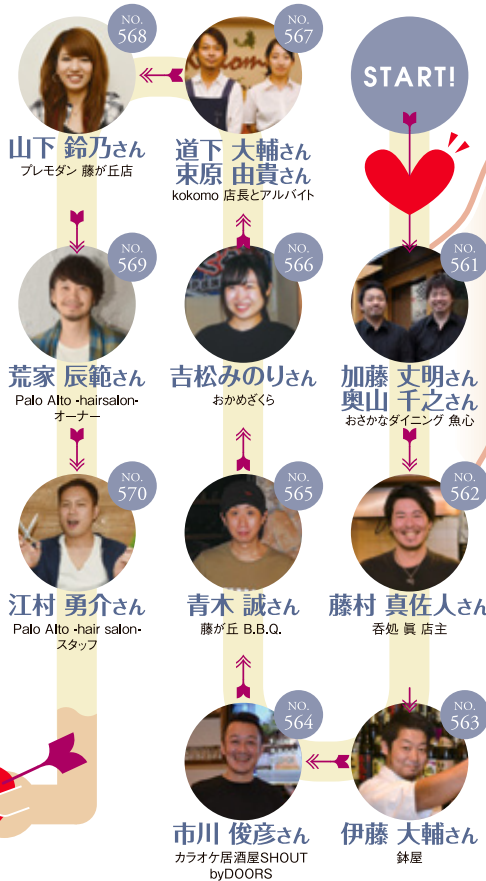 START!
NO.
561
加藤 丈明さん
奥山 千之さん
おさかなダイニング 魚心
NO.
562
藤村 真佐人さん
呑処 眞 店主
NO.
563
伊藤 大輔さん
鉢屋
NO.
564
市川 俊彦さん
カラオケ居酒屋SHOUT
byDOORS
NO.
565
青木 誠さん
藤が丘 B.B.Q.
NO.
566
吉松みのりさん
おかめざくら
NO.
567
道下 大輔さん
東原 由貴さん
kokomo 店長とアルバイト
NO.
568
山下 鈴乃さん
プレモダン 藤が丘店
NO.
569
荒家 辰範さん
Palo Alto -hairsalon-
オーナー
NO.
570
江村 勇介さん
Palo Alto -hair salon-
スタッフ